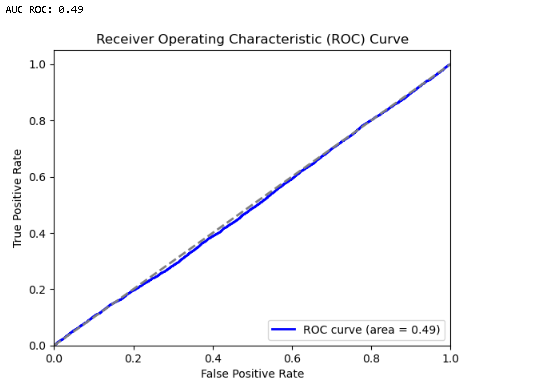 AUC ROC: 0.49
Receiver Operating Characteristic (ROC) Curve
1.0
0.8
0.6
0.4
0.2
0.0
True Positive Rate
ROC curve (area = 0.49)
0.0 0.2 0.4 0.6 0.8 1.0
False Positive Rate